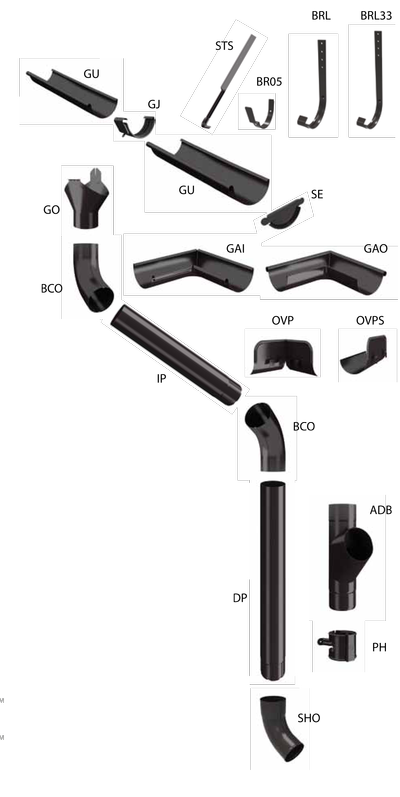 BRL BRL33
STS
GU
BR05
GJ
GU
SE
GO
GAI GAO
BCO
OVP OVPS
IP
BCO
ADB
DP
PH
M
SHO
M